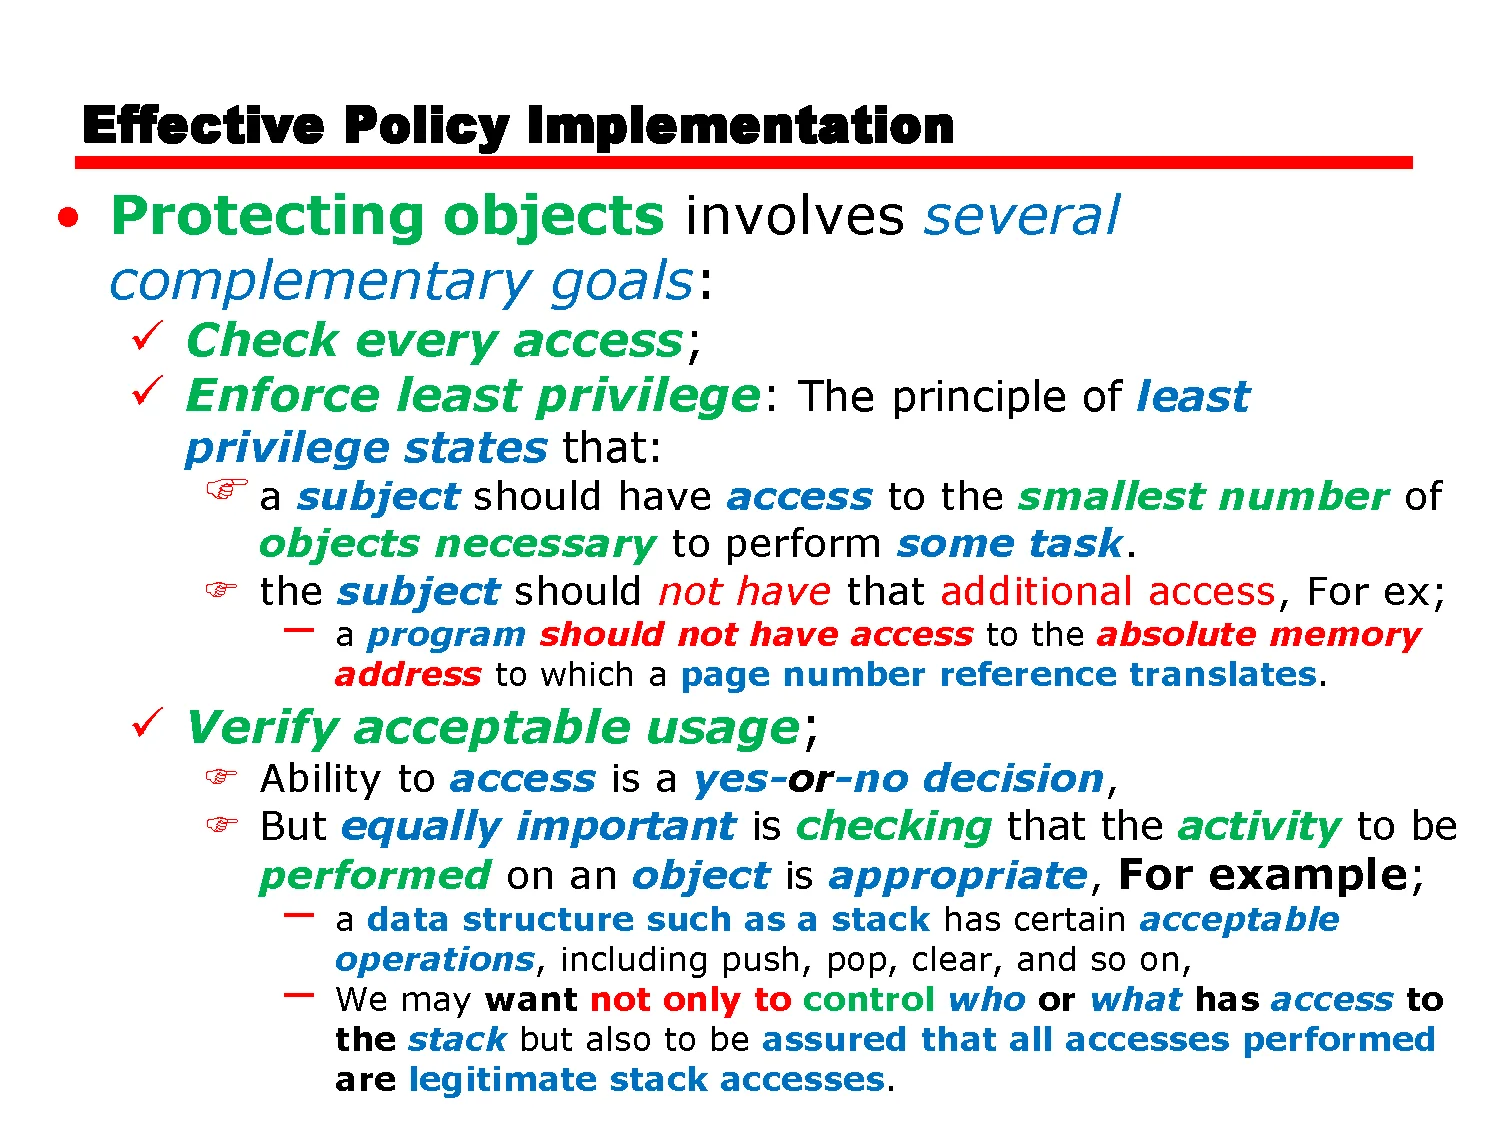 Effective Policy Implementation
• Protecting objects involves several
complementary goals:
✓ Check every access;
✓ Enforce least privilege: The principle of least
privilege states that:
☞ a subject should have access to the smallest number of
objects necessary to perform some task.
☞ the subject should not have that additional access, For ex;
– a program should not have access to the absolute memory
address to which a page number reference translates.
✓ Verify acceptable usage;
☞ Ability to access is a yes-or-no decision,
☞ But equally important is checking that the activity to be
performed on an object is appropriate, For example;
– a data structure such as a stack has certain acceptable
operations, including push, pop, clear, and so on,
– We may want not only to control who or what has access to
the stack but also to be assured that all accesses performed
are legitimate stack accesses.